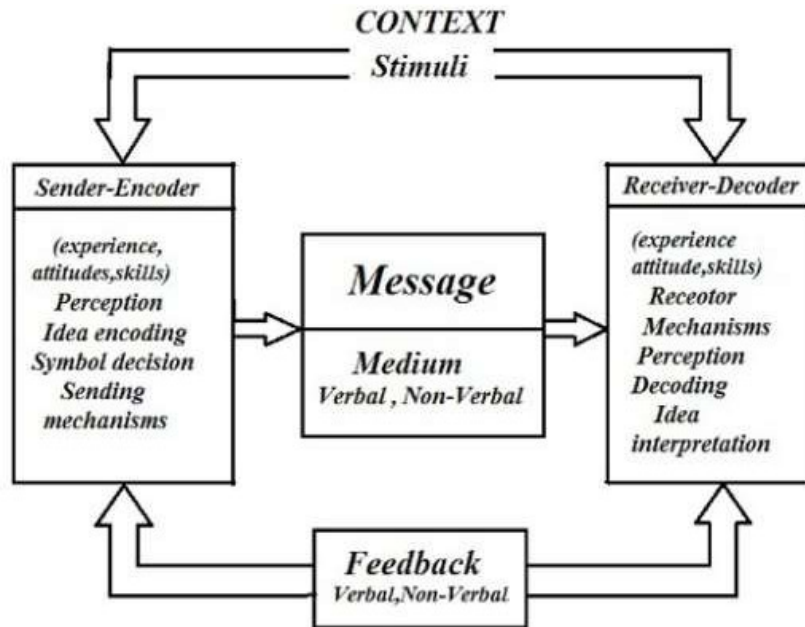 CONTEXT
Stimuli
Sender-Encoder
(experience,
attitudes,skills)
Perception
Idea encoding
Symbol decision
Sending
mechanisms
Message
Medium
Verbal , Non-Verbal
Receiver-Decoder
(experience
attitude,skills)
Receotor
Mechanisms
Perception
Decoding
Idea
interpretation
Feedback
Verbal,Non-Verbal